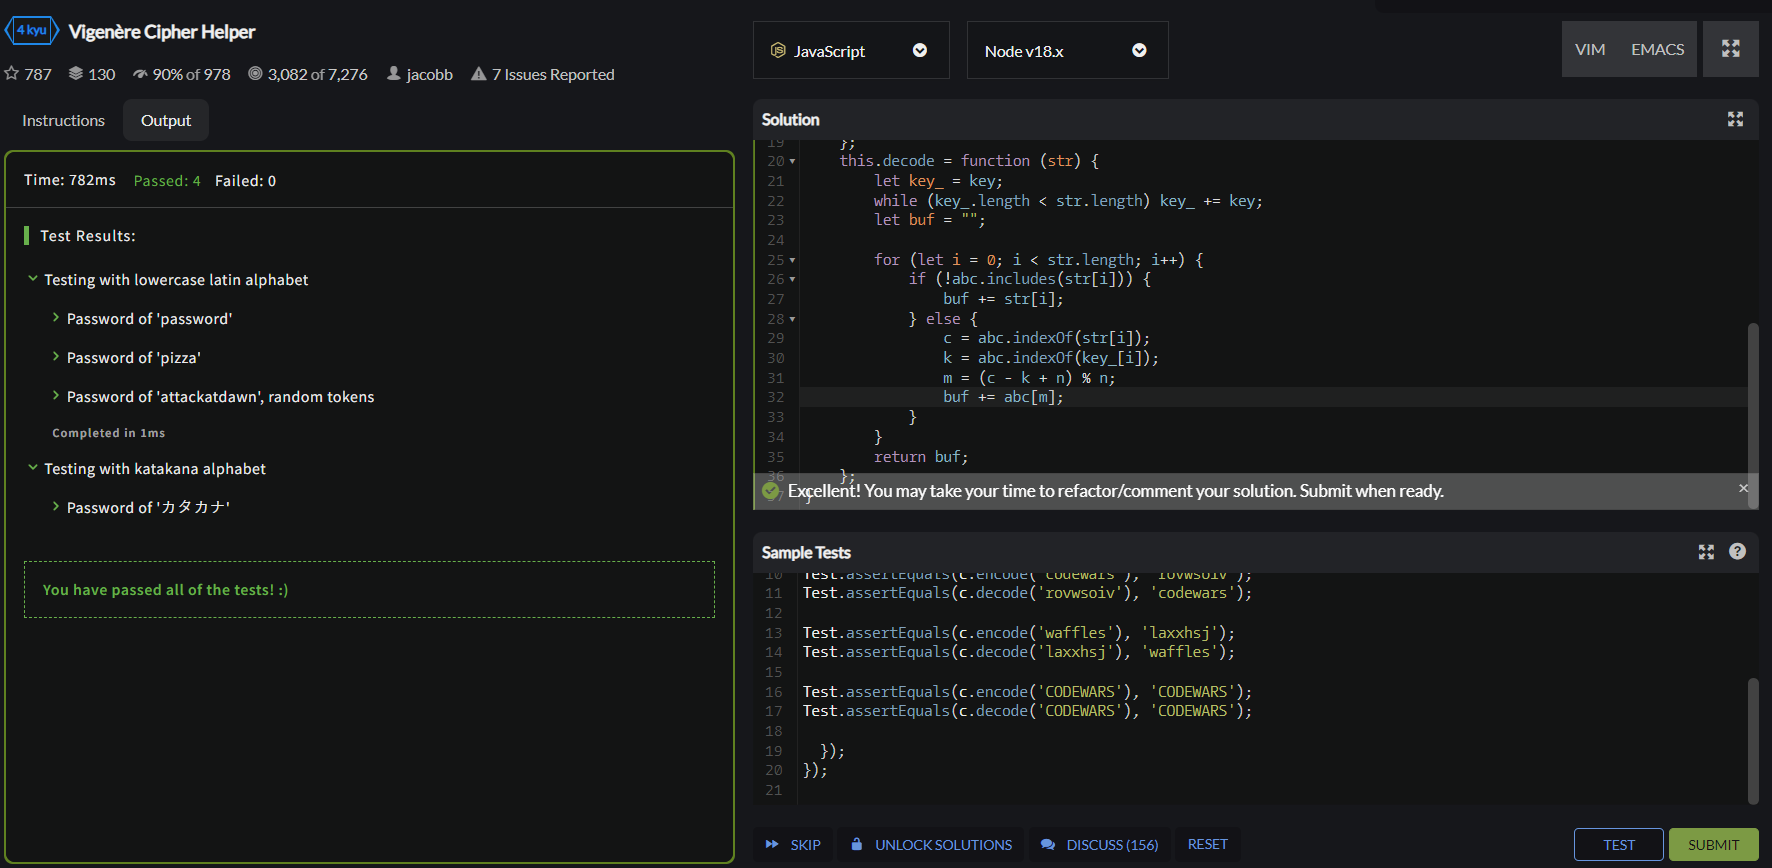 4 kyu Vigenère Cipher Helper
787 130 90% of 978 3,082 of 7,276 jacobb 7 Issues Reported
Instructions Output
Time: 782ms Passed: 4 Failed: 0
Test Results:
Testing with lowercase latin alphabet
Password of 'password'
Password of 'pizza'
Password of 'attackatdawn', random tokens
Completed in 1ms
Testing with katakana alphabet
Password of 'カタカナ'
You have passed all of the tests! :)
JS JavaScript Node v18.x VIM EMACS
Solution
19 };
20 this.decode = function (str) {
21 let key_ = key;
22 while (key_.length < str.length) key_ += key;
23 let buf = "";
24
25 for (let i = 0; i < str.length; i++) {
26 if (!abc.includes(str[i])) {
27 buf += str[i];
28 } else {
29 c = abc.indexOf(str[i]);
30 k = abc.indexOf(key_[i]);
31 m = (c - k + n) % n;
32 buf += abc[m];
33 }
34 }
35 return buf;
36 };
Excellent! You may take your time to refactor/comment your solution. Submit when ready. ×
Sample Tests ?
10 Test.assertEquals(c.encode('codewars'), 'rovwsoiv');
11 Test.assertEquals(c.decode('rovwsoiv'), 'codewars');
12
13 Test.assertEquals(c.encode('waffles'), 'laxxhsj');
14 Test.assertEquals(c.decode('laxxhsj'), 'waffles');
15
16 Test.assertEquals(c.encode('CODEWARS'), 'CODEWARS');
17 Test.assertEquals(c.decode('CODEWARS'), 'CODEWARS');
18
19 });
20 });
21
SKIP UNLOCK SOLUTIONS DISCUSS (156) RESET TEST SUBMIT